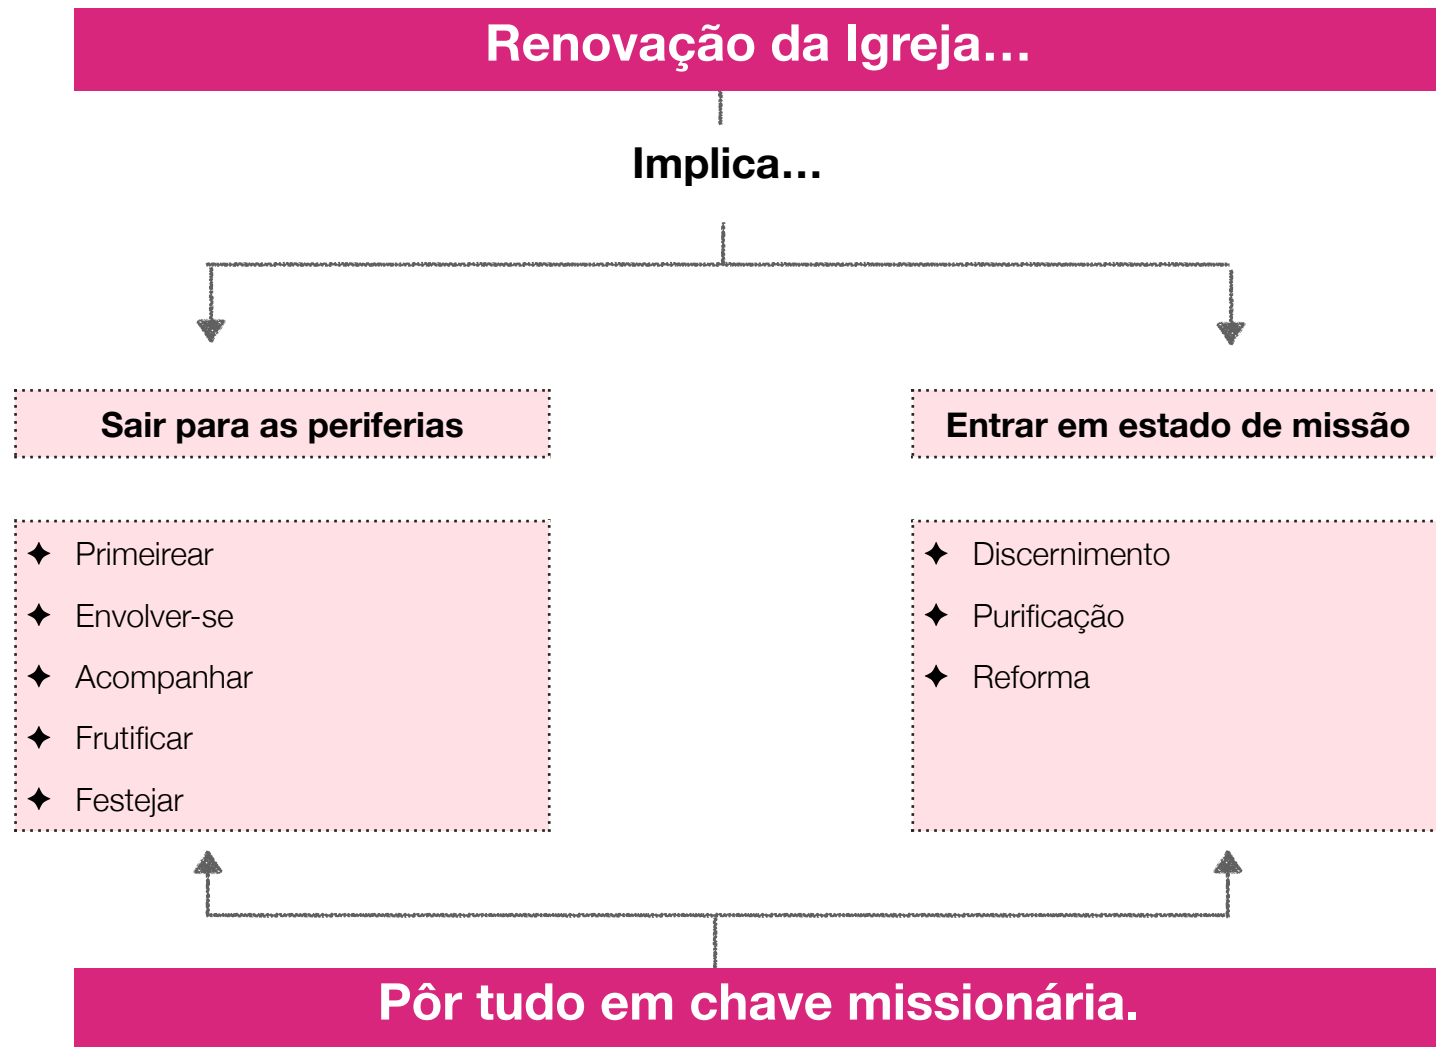 Renovação da Igreja…
Implica…
Sair para as periferias
Entrar em estado de missão
✦ Primeirear
✦ Envolver-se
✦ Acompanhar
✦ Frutificar
✦ Festejar
✦ Discernimento
✦ Purificação
✦ Reforma
Pôr tudo em chave missionária.